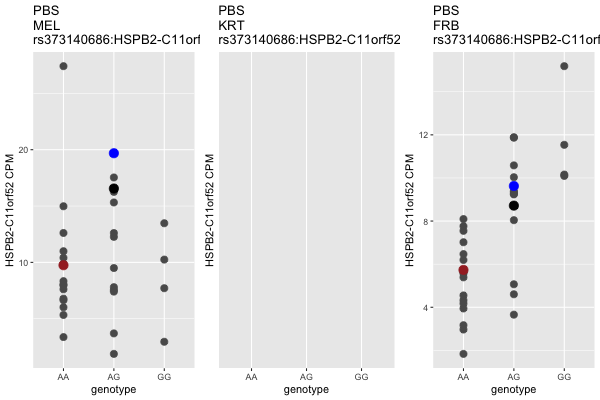 PBS
MEL
rs373140686:HSPB2-C11orf
HSPB2-C11orf52 CPM
20
10
AA AG GG
genotype
PBS
KRT
rs373140686:HSPB2-C11orf52
HSPB2-C11orf52 CPM
AA AG GG
genotype
PBS
FRB
rs373140686:HSPB2-C11orf
HSPB2-C11orf52 CPM
12
8
4
AA AG GG
genotype